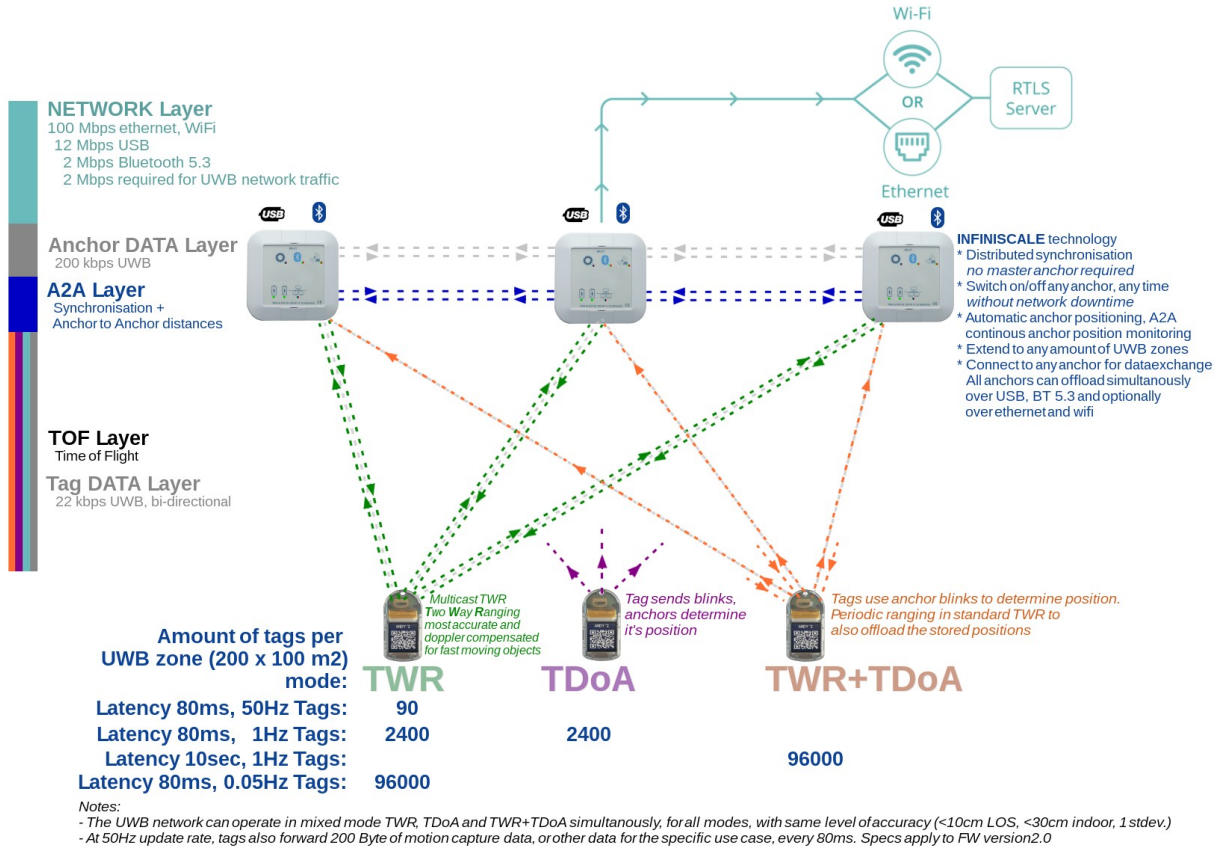 Wi-Fi
OR
RTLS
Server
Ethernet
NETWORK Layer
100 Mbps ethernet, WiFi
12 Mbps USB
2 Mbps Bluetooth 5.3
2 Mbps required for UWB network traffic
USB
USB
USB
Anchor DATA Layer
200 kbps UWB
A2A Layer
Synchronisation +
Anchor to Anchor distances
INFINISCALE technology
* Distributed synchronisation
no master anchor required
* Switch on/off any anchor, any time
without network downtime
* Automatic anchor positioning, A2A
continous anchor position monitoring
* Extend to any amount of UWB zones
* Connect to any anchor for data exchange
All anchors can offload simultanously
over USB, BT 5.3 and optionally
over ethernet and wifi
TOF Layer
Time of Flight
Tag DATA Layer
22 kbps UWB, bi-directional
Multicast TWR
Two Way Ranging
most accurate and
doppler compensated
for fast moving objects
Tag sends blinks,
anchors determine
it's position
Tags use anchor blinks to determine position.
Periodic ranging in standard TWR to
also offload the stored positions
TWR
TDoA
TWR+TDoA
Amount of tags per
UWB zone (200 x 100 m2)
mode:
Latency 80ms, 50Hz Tags: 90
Latency 80ms, 1Hz Tags: 2400 2400
Latency 10sec, 1Hz Tags: 96000
Latency 80ms, 0.05Hz Tags: 96000
Notes:
- The UWB network can operate in mixed mode TWR, TDoA and TWR+TDoA simultanously, for all modes, with same level of accuracy (<10cm LOS, <30cm indoor, 1stdev.)
- At 50Hz update rate, tags also forward 200 Byte of motion capture data, or other data for the specific use case, every 80ms. Specs apply to FW version2.0